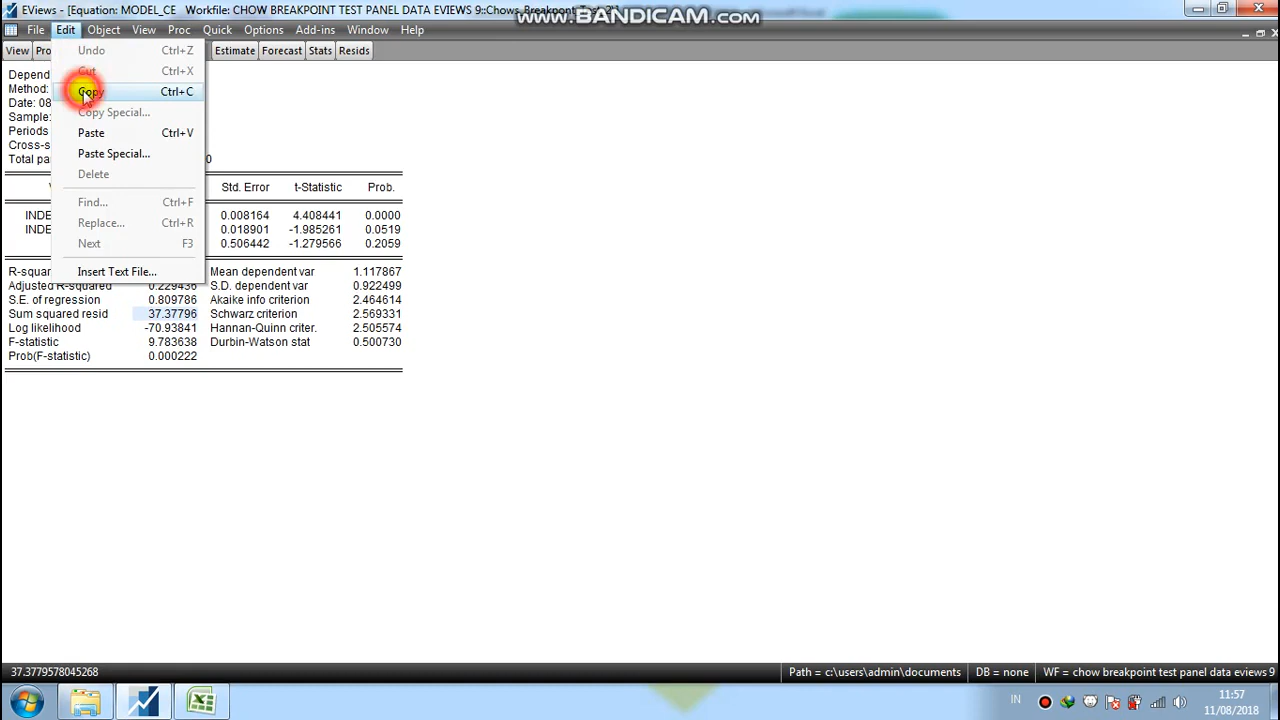 EViews - [Equation: MODEL_CE Workfile: CHOW BREAKPOINT TEST PANEL DATA EVIEWS 9::Chows_Breakpoint_Test_2\]
www.BANDICAM.com
File Edit Object View Proc Quick Options Add-ins Window Help
View Pro Estimate Forecast Stats Resids
Undo Ctrl+Z
Cut Ctrl+X
Copy Ctrl+C
Copy Special...
Paste Ctrl+V
Paste Special...
Delete
Find... Ctrl+F
Replace... Ctrl+R
Next F3
Insert Text File...
Depend
Method:
Date: 08
Sample:
Periods
Cross-s
Total pa 0
V Std. Error t-Statistic Prob.
INDE 0.008164 4.408441 0.0000
INDE 0.018901 -1.985261 0.0519
0.506442 -1.279566 0.2059
R-squar Mean dependent var 1.117867
Adjusted R-squared 0.229436 S.D. dependent var 0.922499
S.E. of regression 0.809786 Akaike info criterion 2.464614
Sum squared resid 37.37796 Schwarz criterion 2.569331
Log likelihood -70.93841 Hannan-Quinn criter. 2.505574
F-statistic 9.783638 Durbin-Watson stat 0.500730
Prob(F-statistic) 0.000222
37.3779578045268 Path = c:\users\admin\documents DB = none WF = chow breakpoint test panel data eviews 9
IN 11:57
11/08/2018